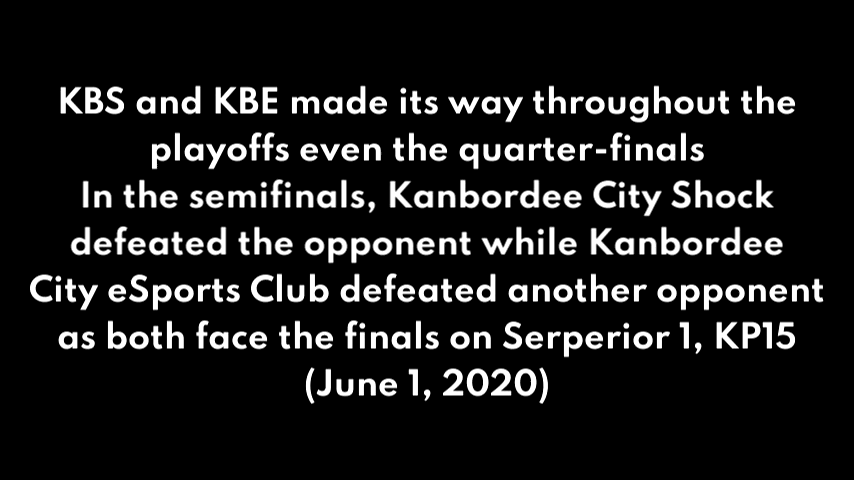 KBS and KBE made its way throughout the
playoffs even the quarter-finals
In the semifinals, Kanbordee City Shock
defeated the opponent while Kanbordee
City eSports Club defeated another opponent
as both face the finals on Serperior 1, KP15
(June 1, 2020)